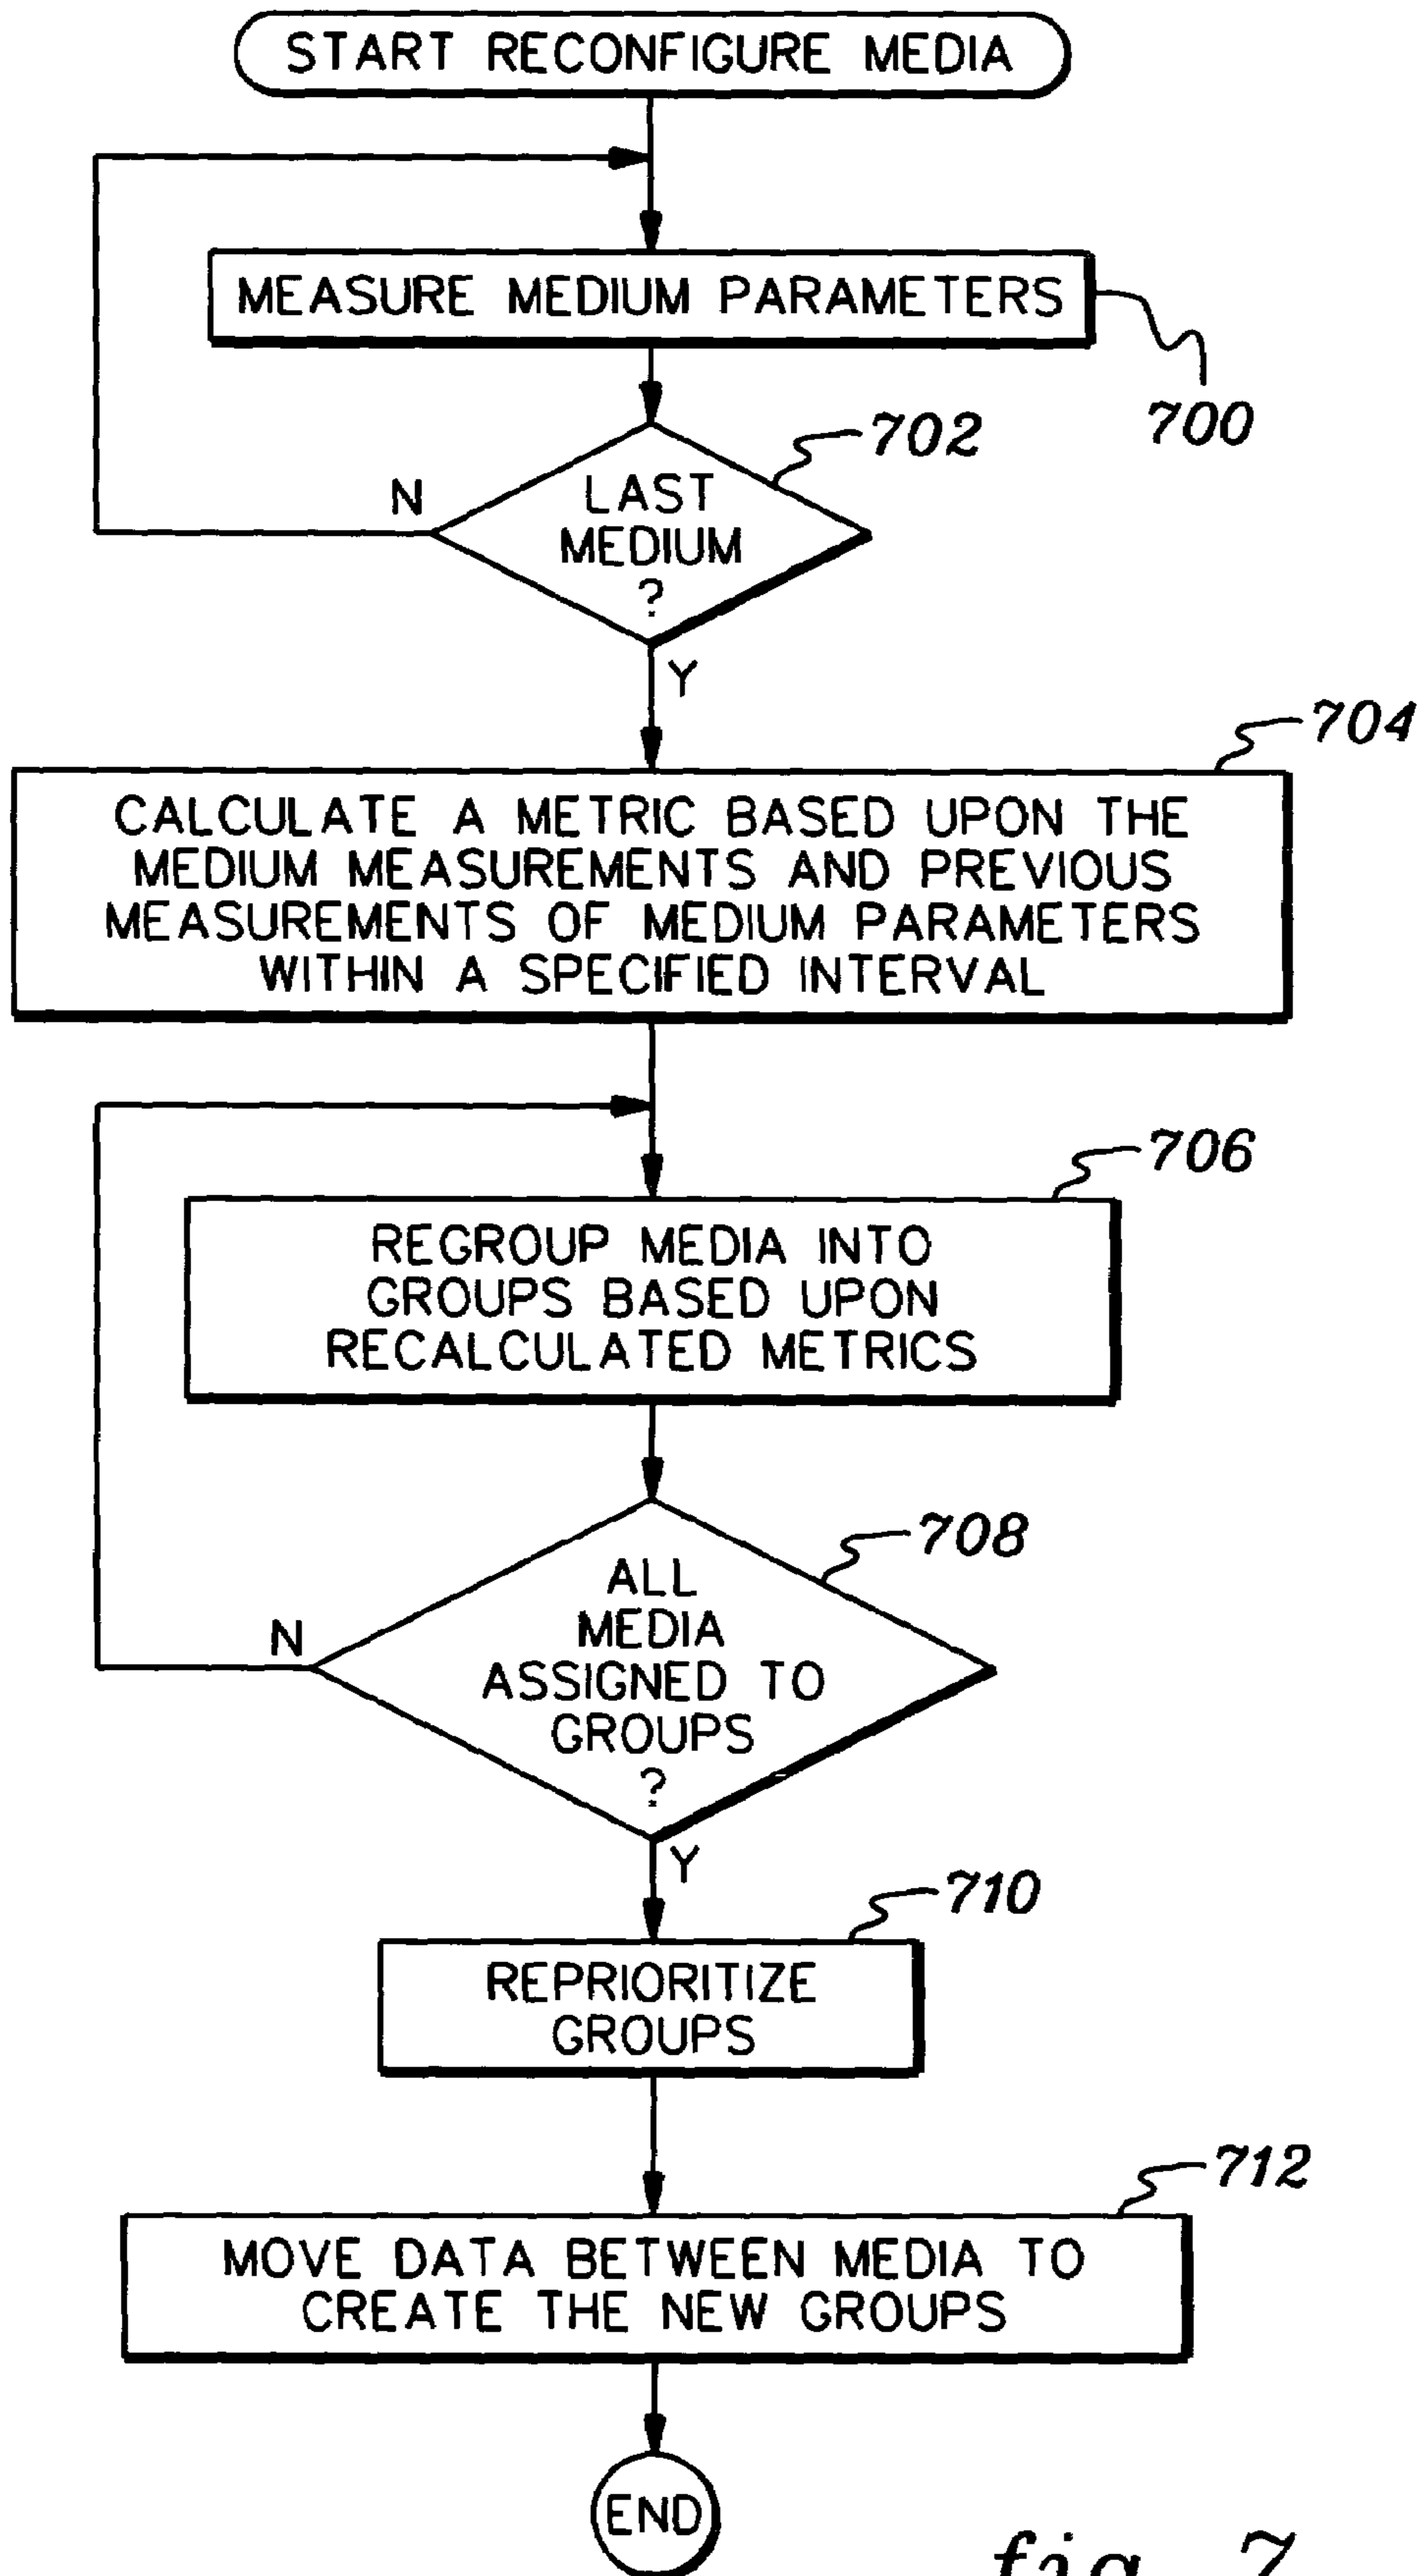 START RECONFIGURE MEDIA
MEASURE MEDIUM PARAMETERS
700
702
N
LAST
MEDIUM
?
Y
704
CALCULATE A METRIC BASED UPON THE
MEDIUM MEASUREMENTS AND PREVIOUS
MEASUREMENTS OF MEDIUM PARAMETERS
WITHIN A SPECIFIED INTERVAL
706
REGROUP MEDIA INTO
GROUPS BASED UPON
RECALCULATED METRICS
708
N
ALL
MEDIA
ASSIGNED TO
GROUPS
?
Y
710
REPRIORITIZE
GROUPS
712
MOVE DATA BETWEEN MEDIA TO
CREATE THE NEW GROUPS
END
fig. 7